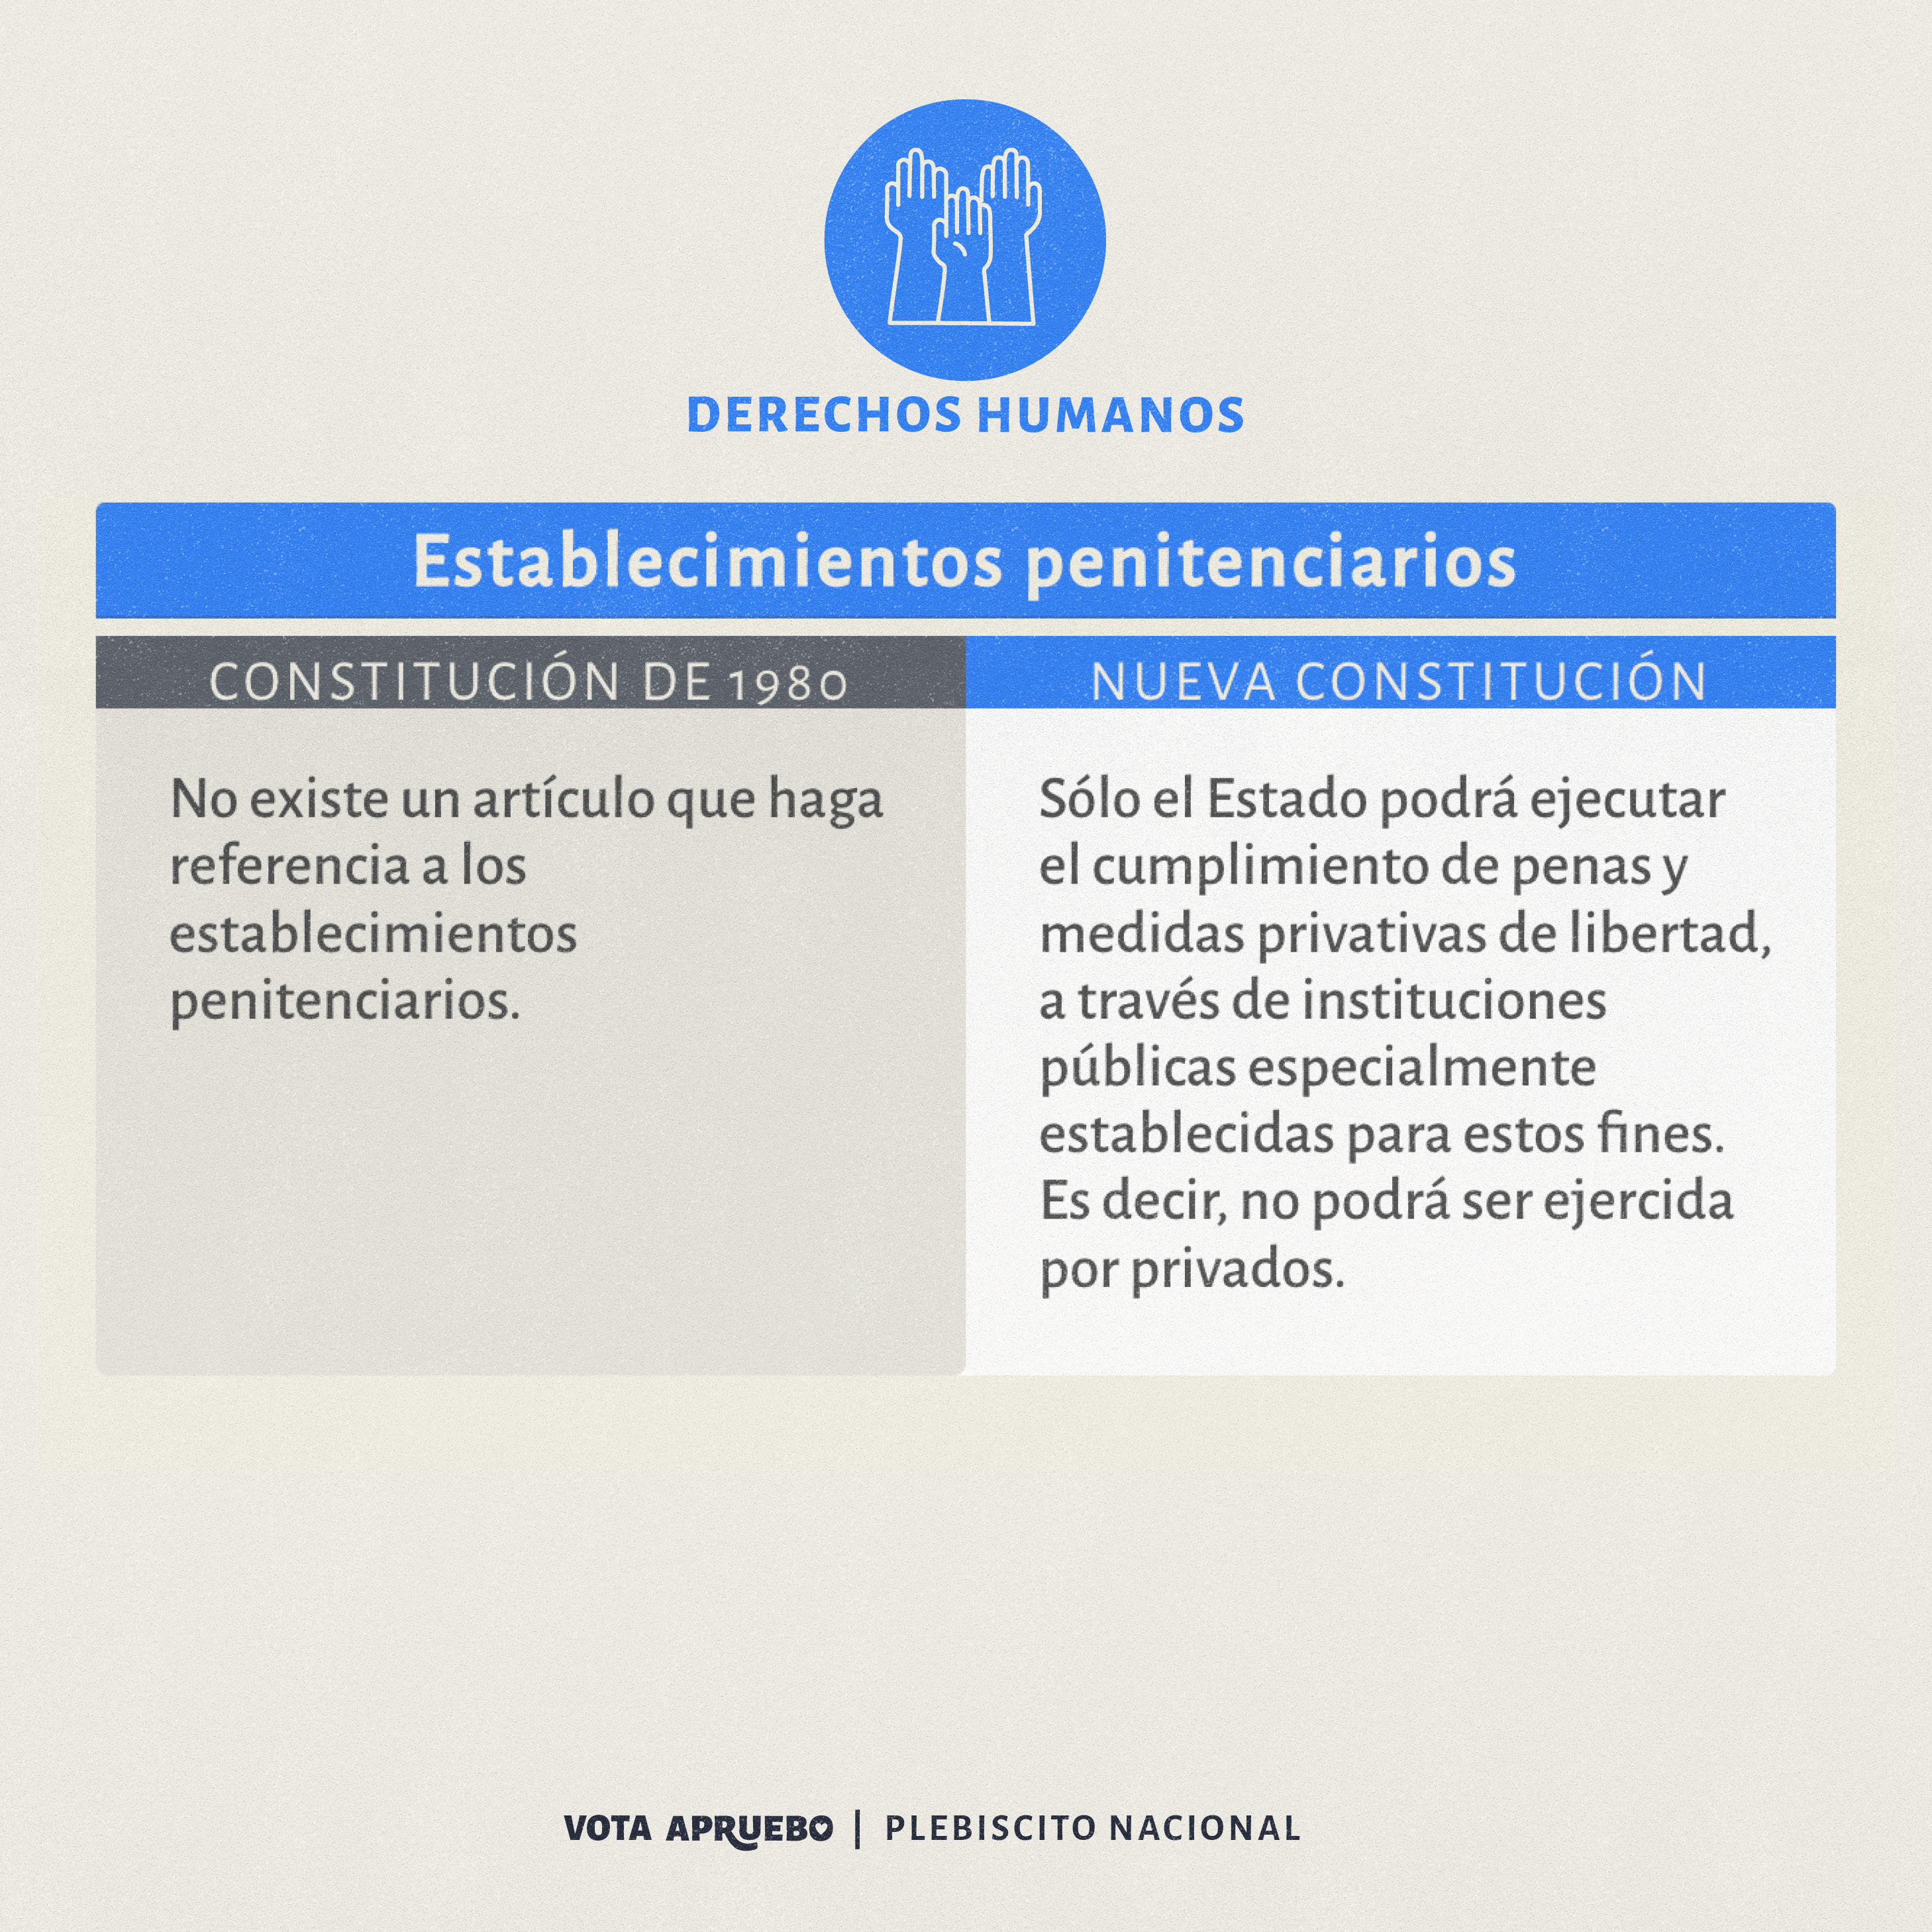 DERECHOS HUMANOS
Establecimientos penitenciarios
CONSTITUCIÓN DE 1980
No existe un artículo que haga
referencia a los
establecimientos
penitenciarios.
NUEVA CONSTITUCIÓN
Sólo el Estado podrá ejecutar
el cumplimiento de penas y
medidas privativas de libertad,
a través de instituciones
públicas especialmente
establecidas para estos fines.
Es decir, no podrá ser ejercida
por privados.
VOTA APRUEBO | PLEBISCITO NACIONAL